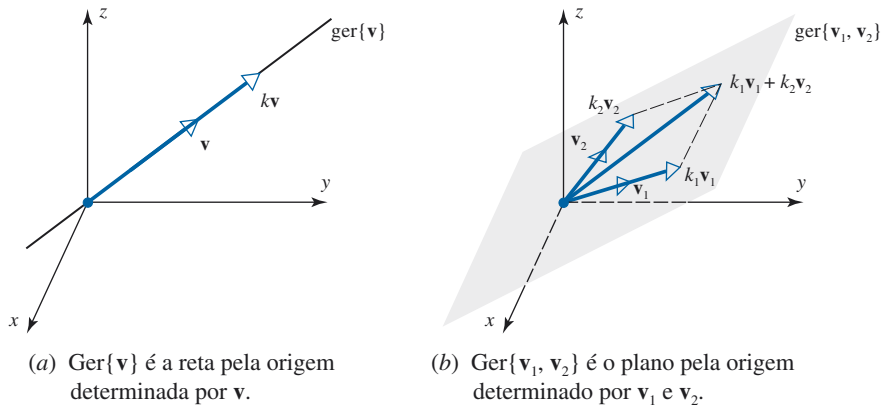 z
ger{v}
kv
v
y
x
(a) Ger{v} é a reta pela origem
determinada por v.
z
ger{v₁, v₂}
k₁v₁ + k₂v₂
k₂v₂
v₂
k₁v₁
v₁
y
x
(b) Ger{v₁, v₂} é o plano pela origem
determinado por v₁ e v₂.